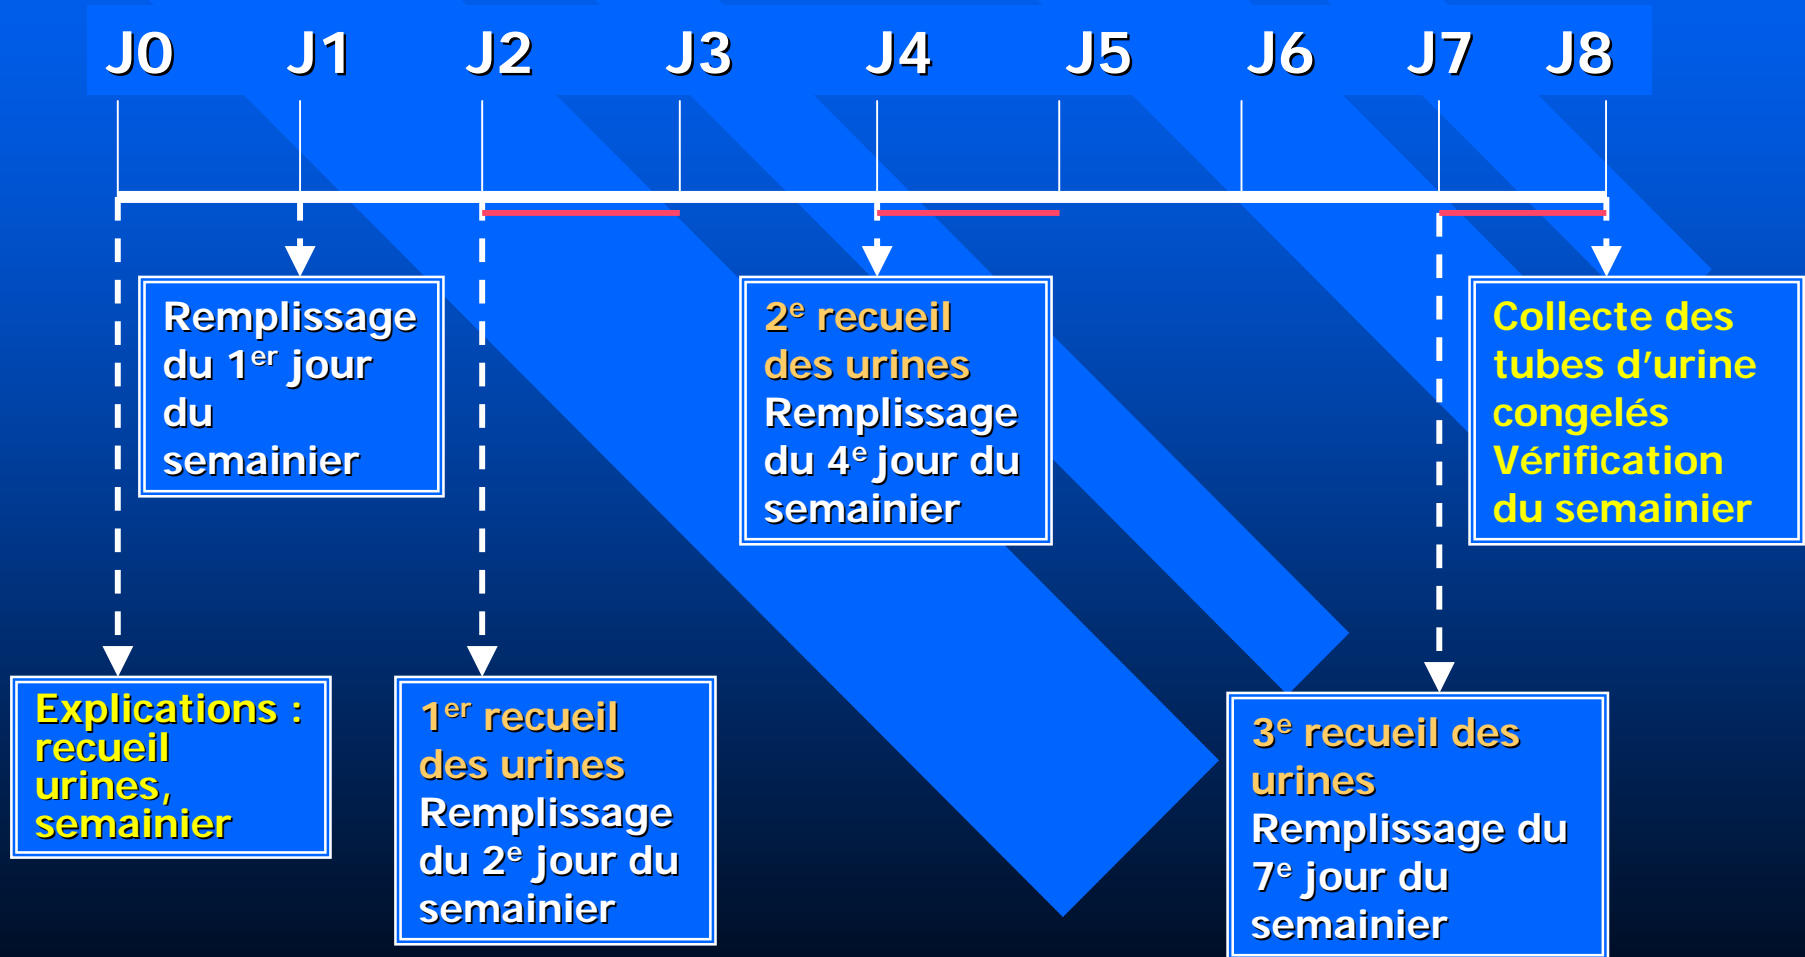 J0 J1 J2 J3 J4 J5 J6 J7 J8
Remplissage
du 1er jour
du
semainier
2e recueil
des urines
Remplissage
du 4e jour du
semainier
Collecte des
tubes d’urine
congelés
Vérification
du semainier
Explications :
recueil
urines,
semainier
1er recueil
des urines
Remplissage
du 2e jour du
semainier
3e recueil des
urines
Remplissage du
7e jour du
semainier